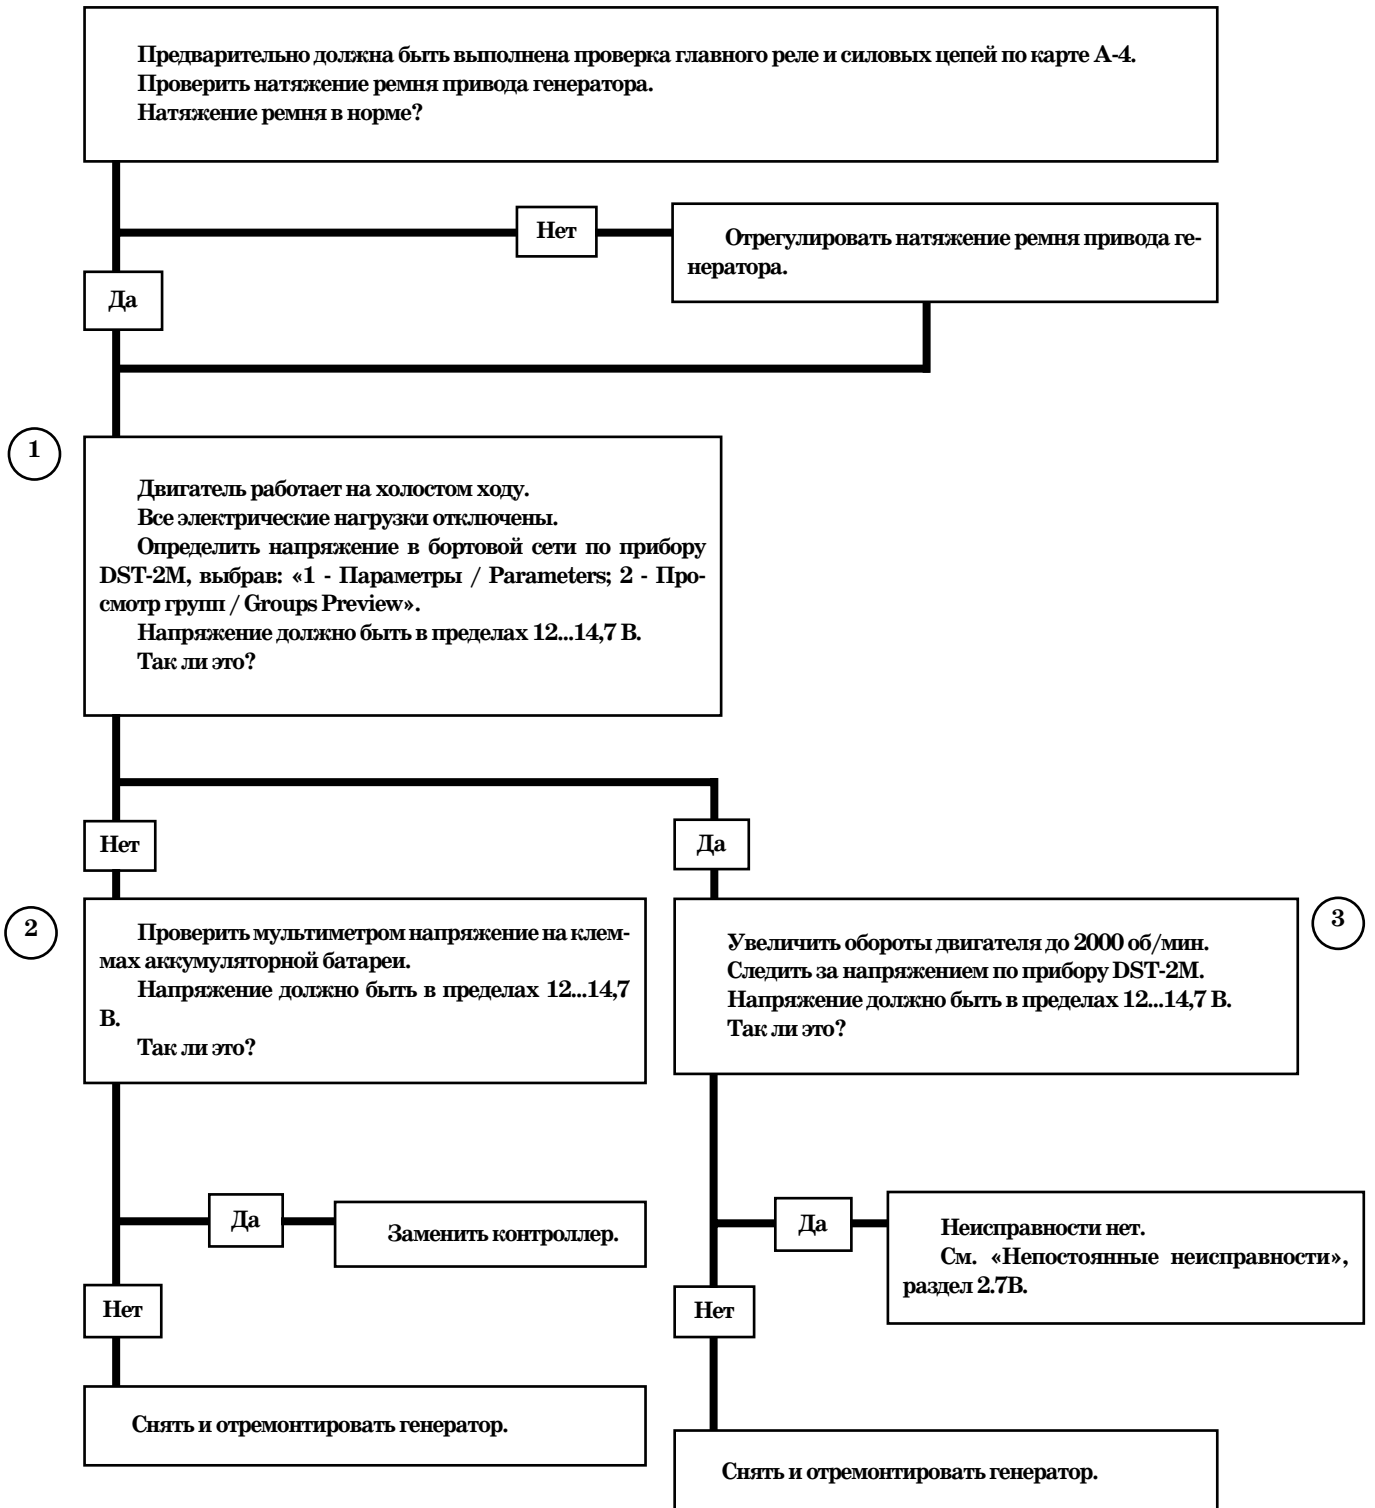 Предварительно должна быть выполнена проверка главного реле и силовых цепей по карте А-4.
Проверить натяжение ремня привода генератора.
Натяжение ремня в норме?
Нет
Отрегулировать натяжение ремня привода ге-
нератора.
Да
1
Двигатель работает на холостом ходу.
Все электрические нагрузки отключены.
Определить напряжение в бортовой сети по прибору
DST-2M, выбрав: «1 - Параметры / Parameters; 2 - Про-
смотр групп / Groups Preview».
Напряжение должно быть в пределах 12...14,7 В.
Так ли это?
Нет
Да
2
Проверить мультиметром напряжение на клем-
мах аккумуляторной батареи.
Напряжение должно быть в пределах 12...14,7
В.
Так ли это?
3
Увеличить обороты двигателя до 2000 об/мин.
Следить за напряжением по прибору DST-2M.
Напряжение должно быть в пределах 12...14,7 В.
Так ли это?
Да
Заменить контроллер.
Да
Неисправности нет.
См. «Непостоянные неисправности»,
раздел 2.7В.
Нет
Нет
Снять и отремонтировать генератор.
Снять и отремонтировать генератор.